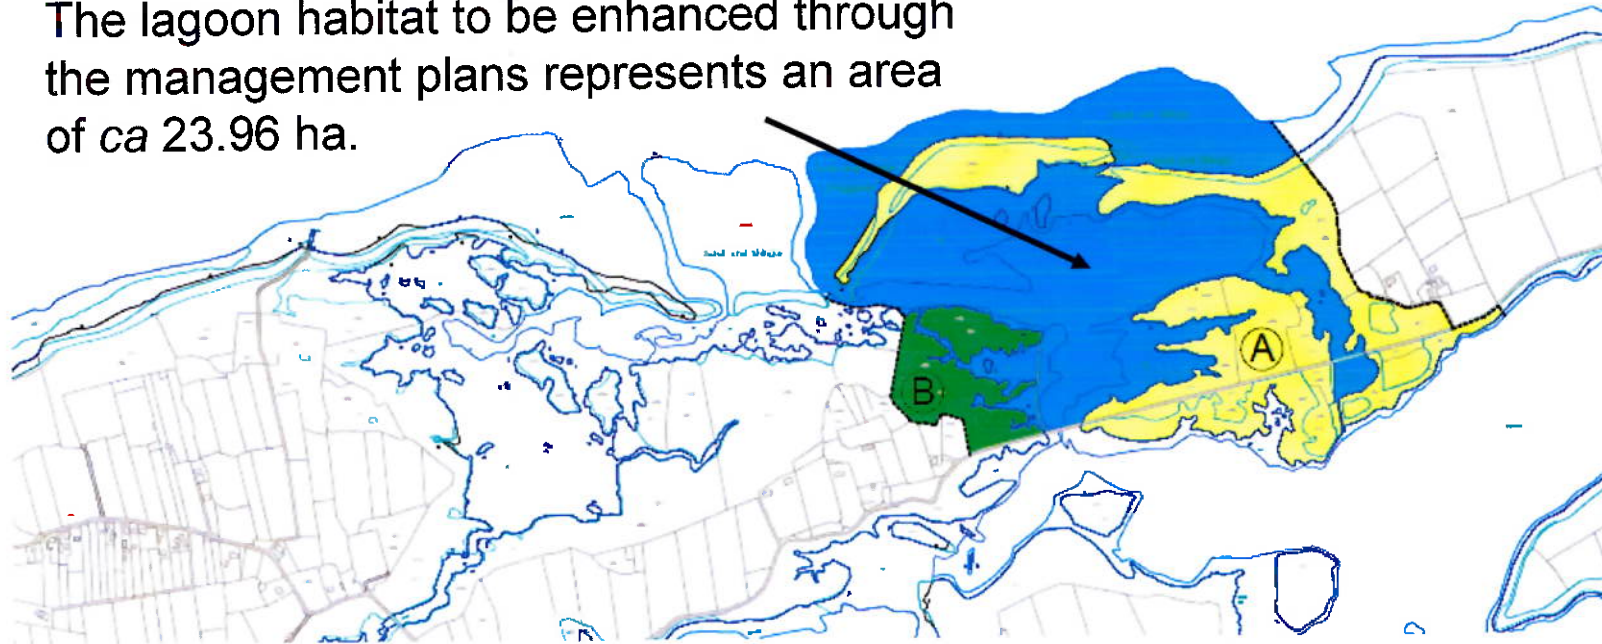 The lagoon habitat to be enhanced through
the management plans represents an area
of ca 23.96 ha.
A
B